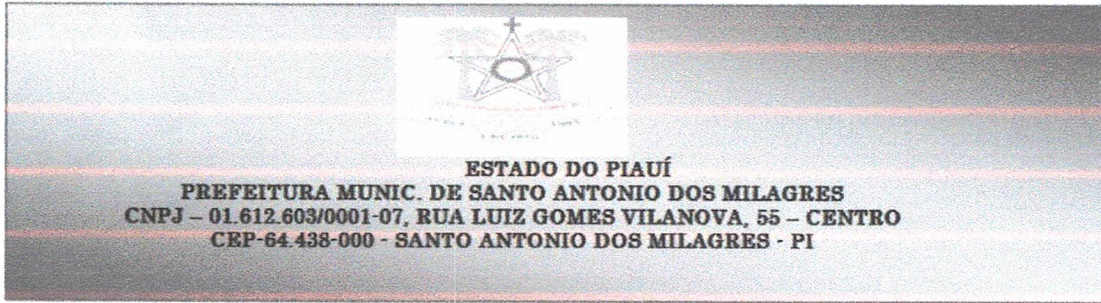 ESTADO DO PIAUÍ
PREFEITURA MUNIC. DE SANTO ANTONIO DOS MILAGRES
CNPJ – 01.612.603/0001-07, RUA LUIZ GOMES VILANOVA, 55 – CENTRO
CEP-64.438-000 - SANTO ANTONIO DOS MILAGRES - PI